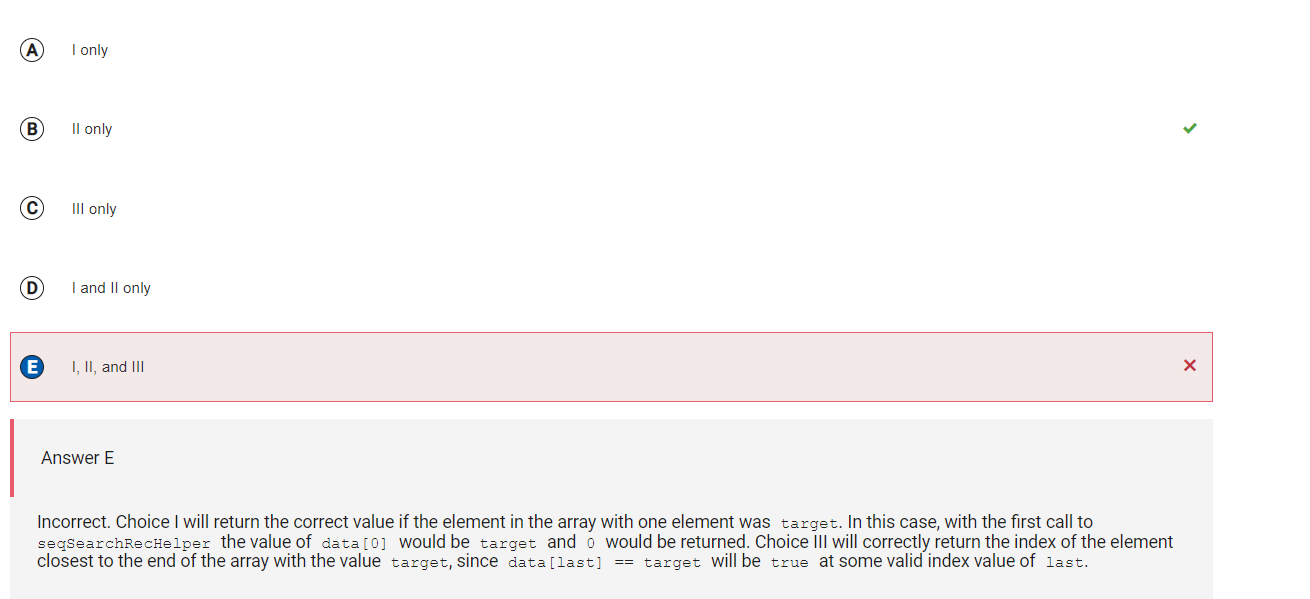 A I only
B II only
C III only
D I and II only
E I, II, and III
Answer E
Incorrect. Choice I will return the correct value if the element in the array with one element was target. In this case, with the first call to
seqSearchRecHelper the value of data[0] would be target and 0 would be returned. Choice III will correctly return the index of the element
closest to the end of the array with the value target, since data[last] == target will be true at some valid index value of last.